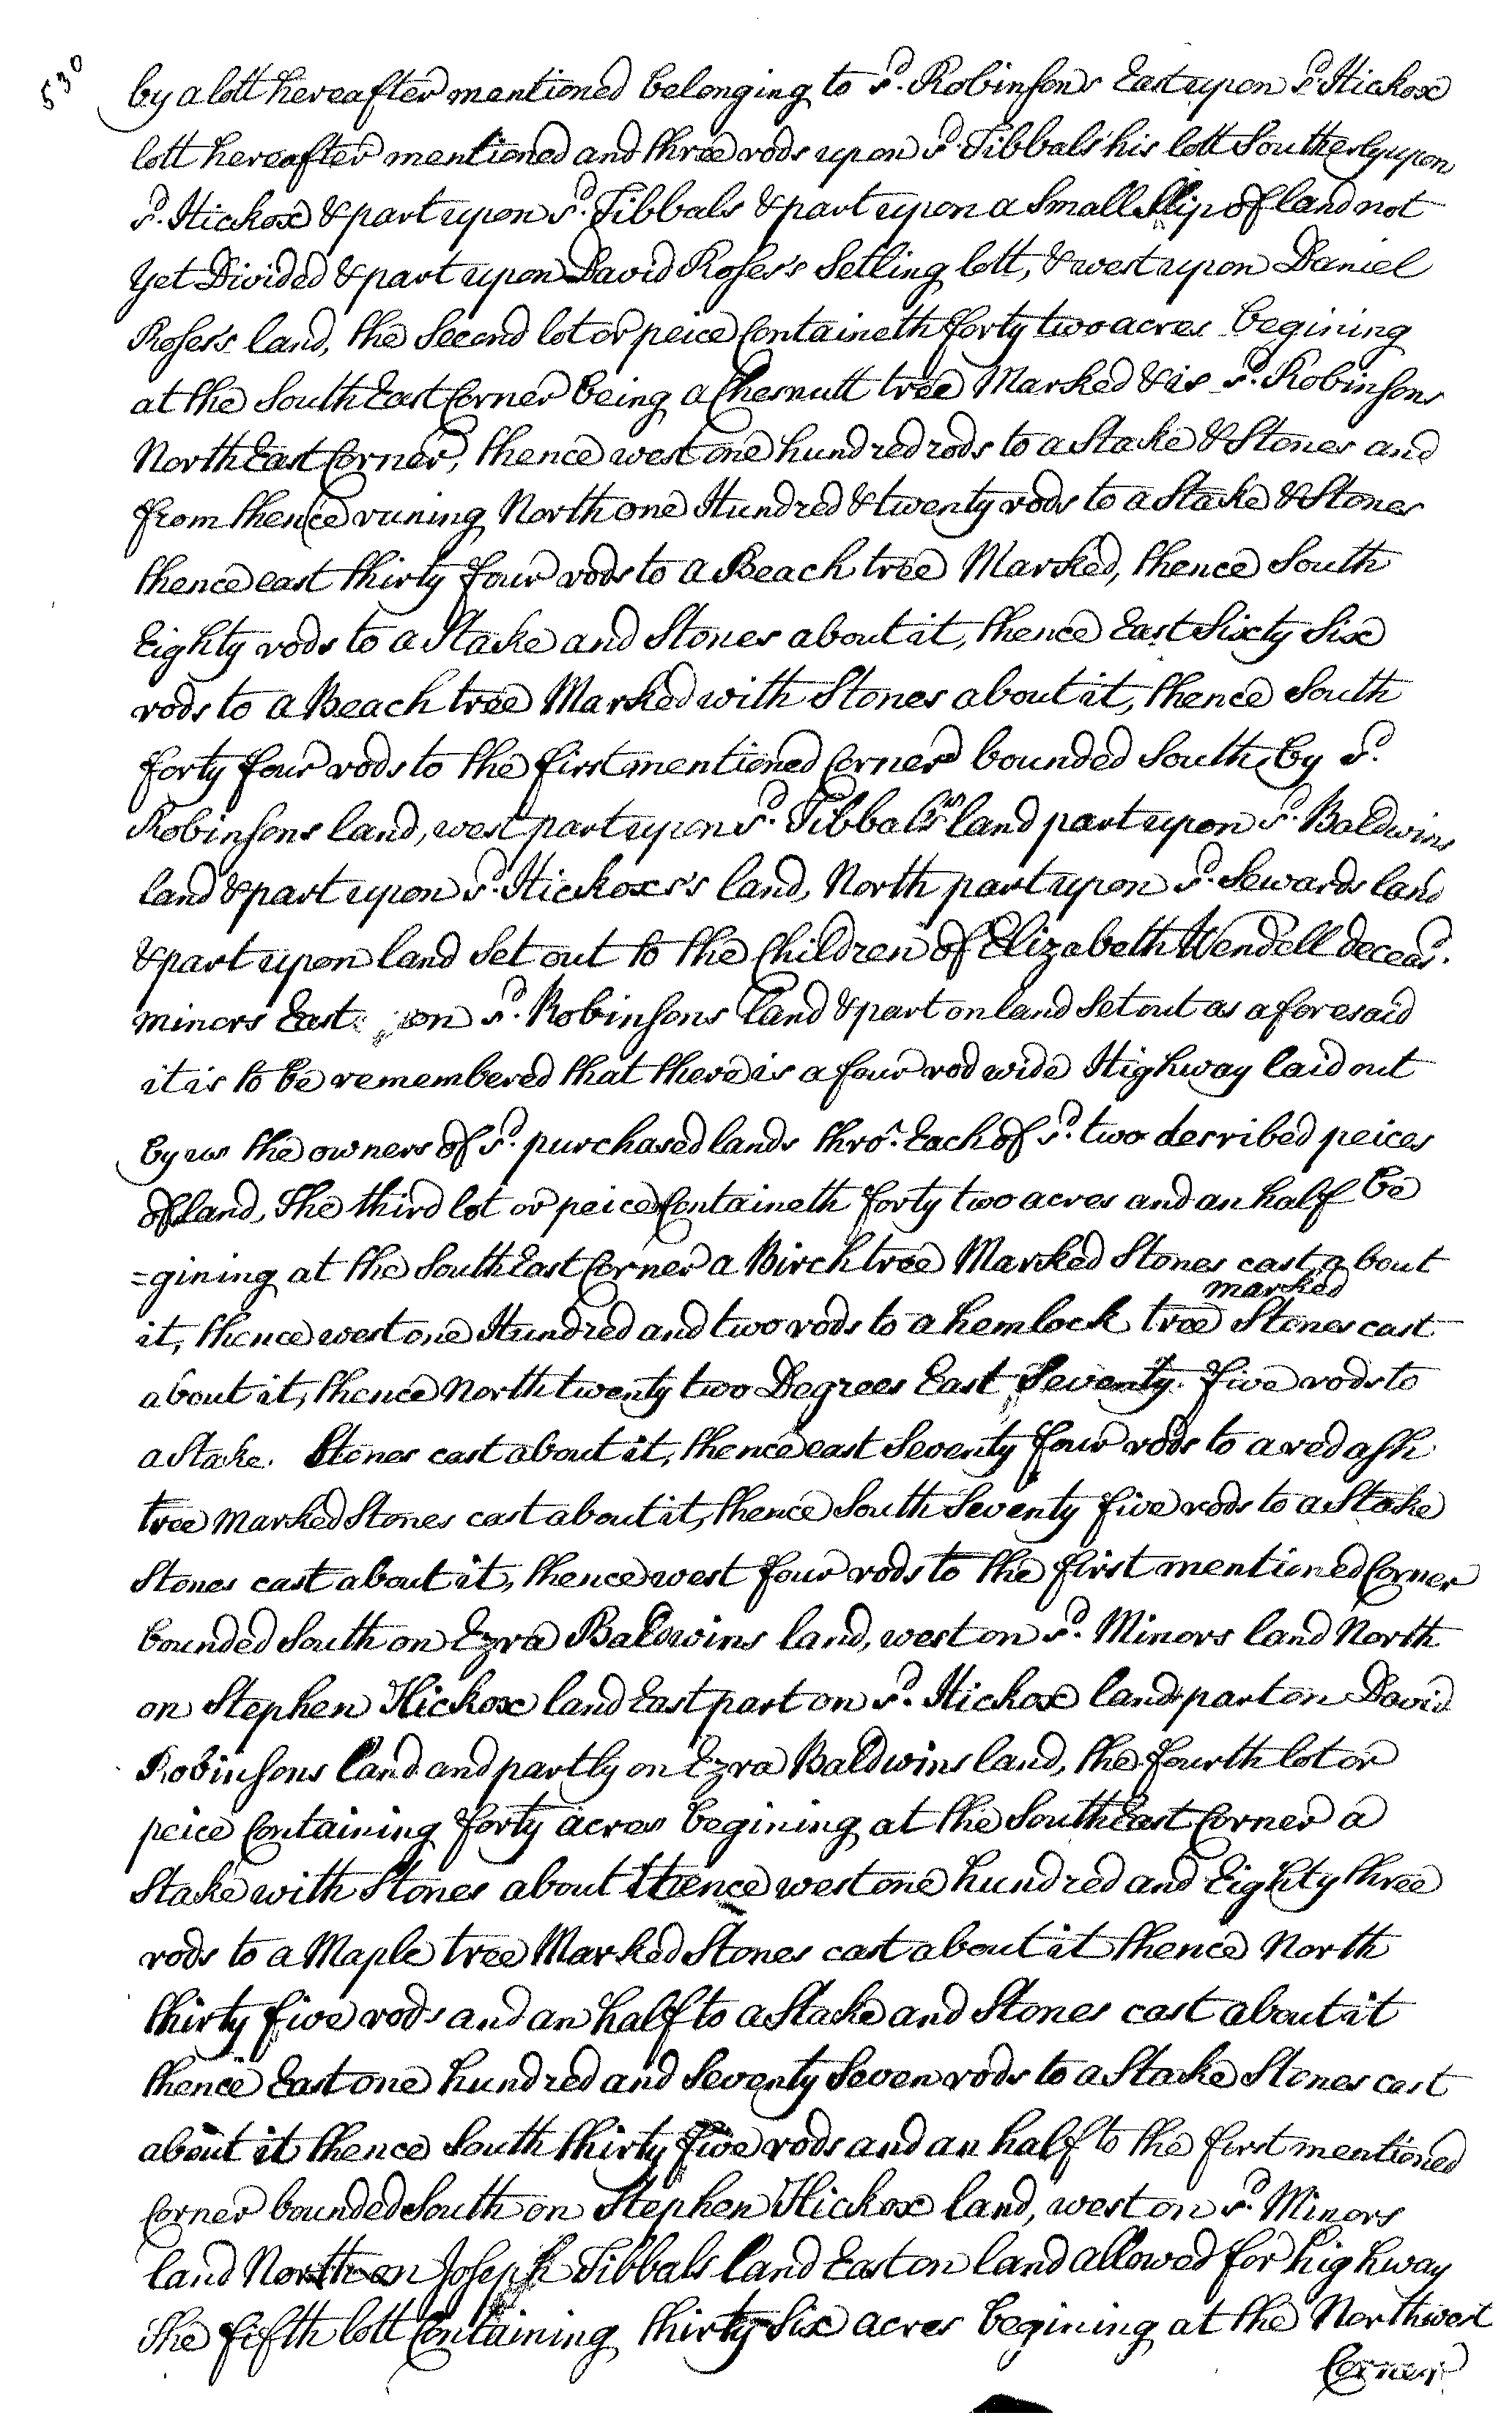 530
by a lott hereafter mentioned belonging to sd. Robinsons East upon sd. Hickox
lott hereafter mentioned and three rods upon sd. Tibbals his lott Southerly upon
sd. Hickox & part upon sd. Tibbals & part upon a Small Slip of land not
yet Divided & part upon David Roses's Setling lott, & west upon Daniel
Roses's land, the Second lot or peice Containeth forty two acres begining
at the South East Corner being a Chesnutt tree Marked & is sd. Robinsons
North East Corner, thence west one hundred rods to a Stake & Stones and
from thence runing North one Hundred & twenty rods to a Stake & Stones
thence east thirty four rods to a Beach tree Marked, thence South
Eighty rods to a Stake and Stones about it, thence East Sixty Six
rods to a Beach tree Marked with Stones about it, thence South
forty four rods to the first mentioned Corner bounded South by sd.
Robinsons land, west part upon sd. Tibbals's land part upon sd. Baldwins
land & part upon sd. Hickoxs's land, North part upon sd. Sewards land
& part upon land Set out to the Children of Elizabeth Wendell deceasd.
minors East on sd. Robinsons land & part on land Set out as aforesaid
it is to be remembered that there is a four rod wide Highway laid out
by us the owners of sd. purchased lands thro. Each of sd. two derribed peices
of land, The third lot or peice Containeth forty two acres and an half be
=gining at the South East Corner a Birch tree Marked Stones cast about
marked
it, thence west one Hundred and two rods to a hemlock tree Stones cast
about it, thence North twenty two Degrees East Seventy five rods to
a Stake. Stones cast about it, thence east Seventy four rods to a red ash
tree marked Stones cast about it, thence South Seventy five rods to a Stake
Stones cast about it, thence west four rods to the first mentioned Corner
bounded South on Ezra Baldwins land, west on sd. Minors land North
on Stephen Hickox land East part on sd. Hickox land part on David
Robinsons land and partly on Ezra Baldwins land, the fourth lot or
peice Containing forty acres begining at the South East Corner a
Stake with Stones about thence west one hundred and Eighty three
rods to a Maple tree Marked Stones cast about it thence North
thirty five rods and an half to a Stake and Stones cast about it
thence East one hundred and Seventy Seven rods to a Stake Stones cast
about it thence South thirty five rods and an half to the first mentioned
Corner bounded South on Stephen Hickox land, west on sd. Minors
land North on Joseph Tibbals land East on land allowed for highway
The fifth lott Containing thirty Six acres begining at the Northwest
Corner